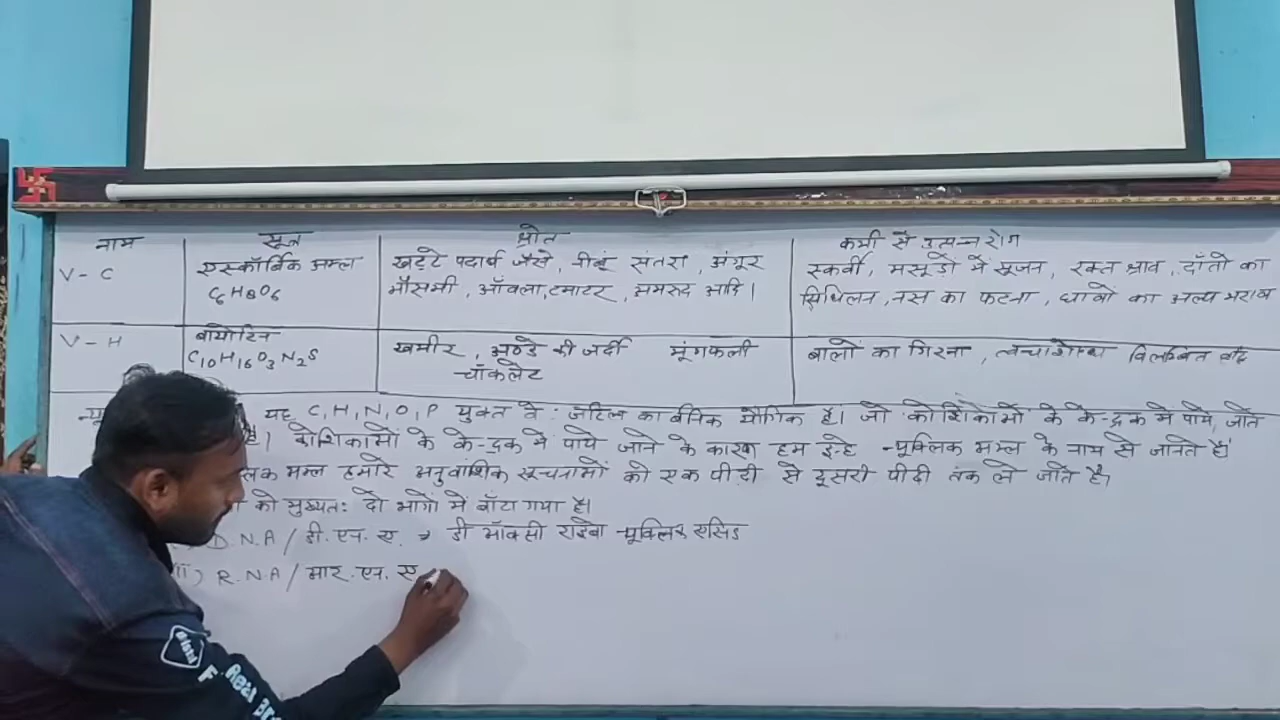 नाम सूत्र श्रोत कमी से उत्पन्न रोग
V-C एस्कॉर्बिक अम्ल खट्टे पदार्थ जैसे, नीबू संतरा, अंगूर स्कर्वी, मसूडो में सूजन, रक्त श्राव, दाँतो का
C6H8O6 मौसमी, आँवला, टमाटर, अमरुद आदि। नस का फटना, घावो का अल्प भराव
V-H बायोटिन खमीर, अण्डे की जर्दी मूंगफली बालों का गिरना, विलम्बित
C10H16O3N2S चॉकलेट
यह C,H,N,O,P युक्त जटिल कार्बनिक यौगिक है। जो कोशिकाओं के केन्द्रक मे पाये जाते
है। कोशिकाओं के केन्द्रक मे पाये जाने के कारण हम इन्हे न्यूक्लिक अम्ल के नाम से जानते है।
अम्ल हमारे अनुवांशिक सूचनाओं को एक पीढी से दूसरी पीढी तक ले जाते है,
को मुख्यतः दो भागो में बाँटा गया है।
D.N.A / डी. एन. ए. → डी ऑक्सी राइबो न्यूक्लिक एसिड
ii) R.N.A / आर. एन. ए
Real